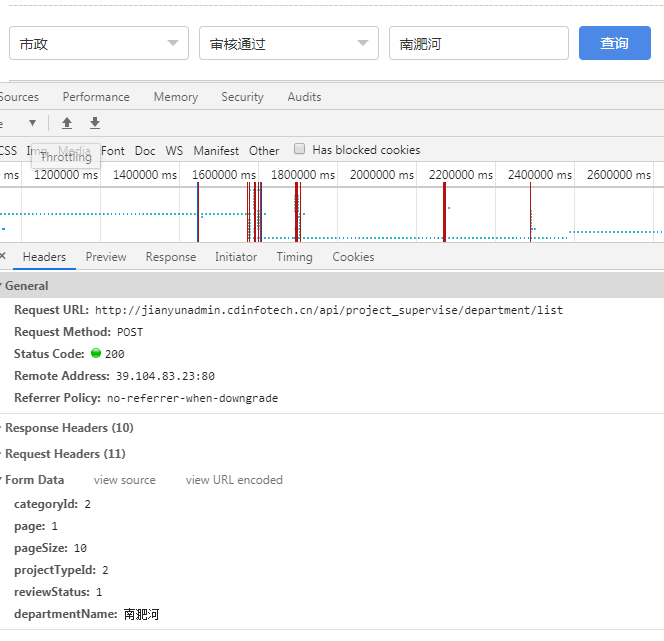 市政 审核通过 南淝河 查询
Sources Performance Memory Security Audits
CSS Img Media Font Doc WS Manifest Other Has blocked cookies
Throttling
ms 1200000 ms 1400000 ms 1600000 ms 1800000 ms 2000000 ms 2200000 ms 2400000 ms 2600000 ms
× Headers Preview Response Initiator Timing Cookies
General
Request URL: http://jianyunadmin.cdinfotech.cn/api/project_supervise/department/list
Request Method: POST
Status Code: 200
Remote Address: 39.104.83.23:80
Referrer Policy: no-referrer-when-downgrade
Response Headers (10)
Request Headers (11)
Form Data view source view URL encoded
categoryId: 2
page: 1
pageSize: 10
projectTypeId: 2
reviewStatus: 1
departmentName: 南淝河